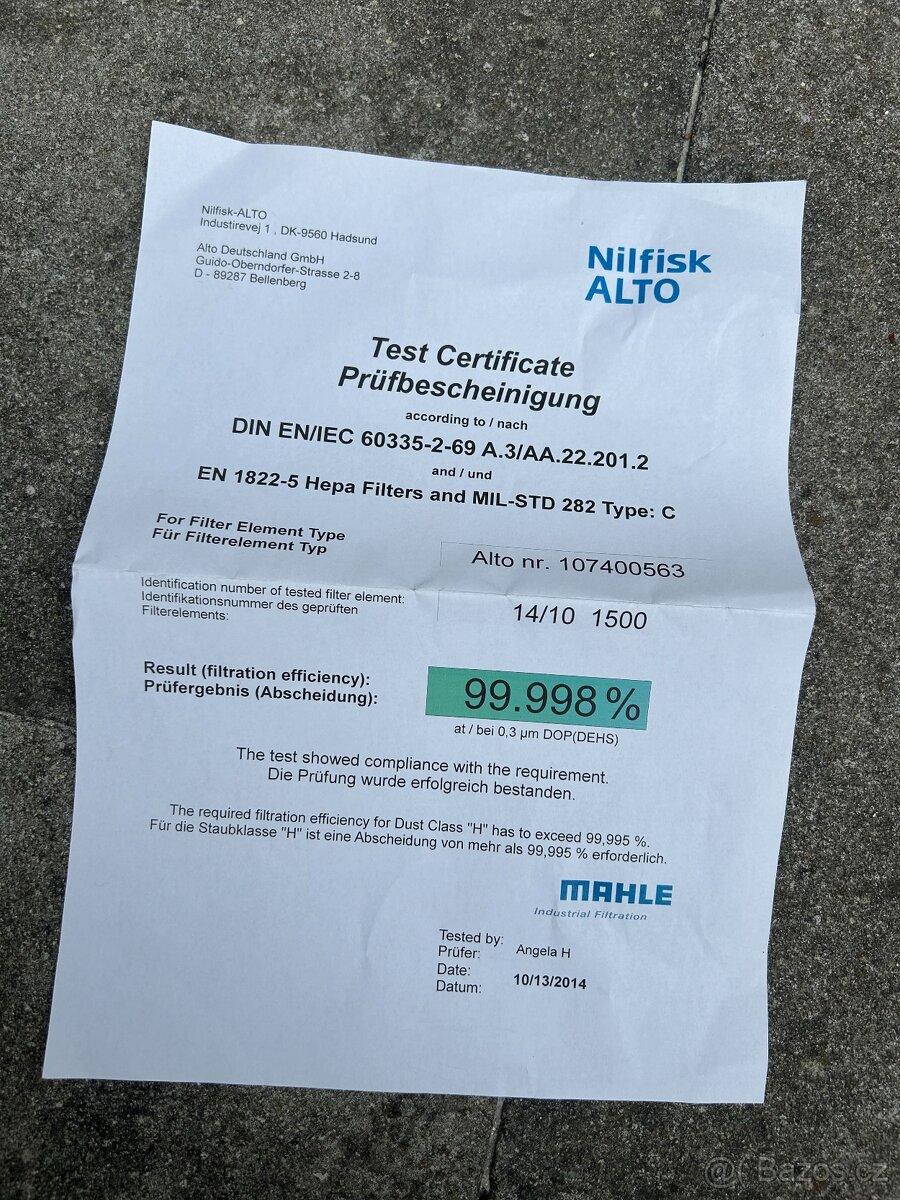 Nilfisk-ALTO
Industirevej 1 , DK-9560 Hadsund
Alto Deutschland GmbH
Guido-Oberndorfer-Strasse 2-8
D - 89287 Bellenberg
Nilfisk
ALTO
Test Certificate
Prüfbescheinigung
according to / nach
DIN EN/IEC 60335-2-69 A.3/AA.22.201.2
and / und
EN 1822-5 Hepa Filters and MIL-STD 282 Type: C
For Filter Element Type
Für Filterelement Typ
Alto nr. 107400563
Identification number of tested filter element:
Identifikationsnummer des geprüften
Filterelements:
14/10 1500
Result (filtration efficiency):
Prüfergebnis (Abscheidung):
99.998 %
at / bei 0,3 µm DOP(DEHS)
The test showed compliance with the requirement.
Die Prüfung wurde erfolgreich bestanden.
The required filtration efficiency for Dust Class "H" has to exceed 99,995 %.
Für die Staubklasse "H" ist eine Abscheidung von mehr als 99,995 % erforderlich.
MAHLE
Industrial Filtration
Tested by:
Prüfer:
Angela H
Date:
Datum:
10/13/2014
@ Bazos.cz